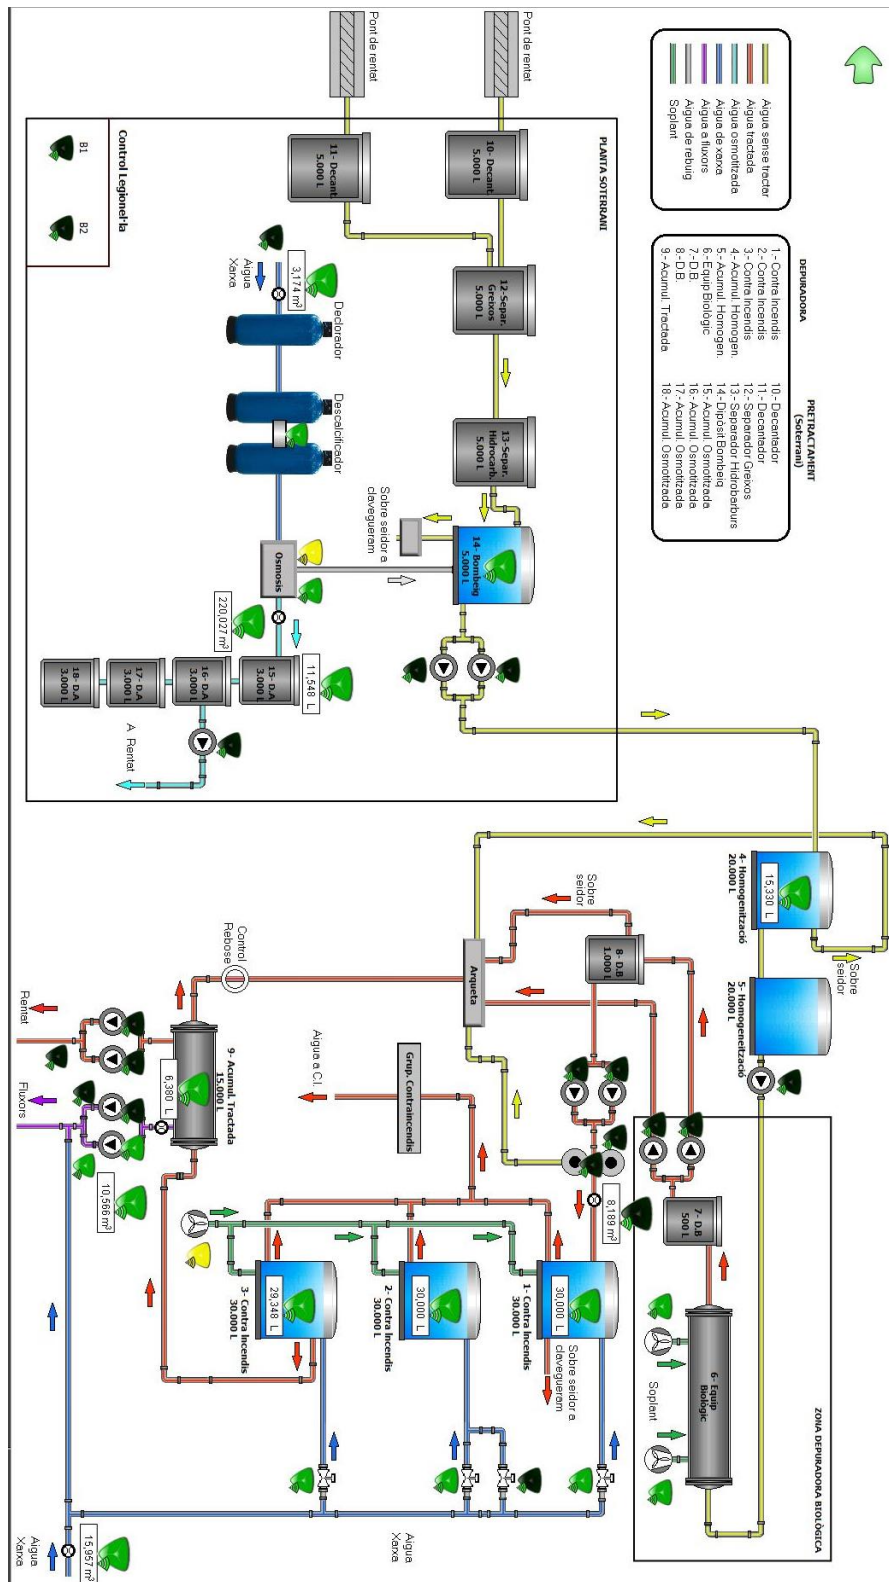 Aigua sense tractar
Aigua tractada
Aigua osmotitzada
Aigua de xarxa
Aigua a fluxors
Aigua de rebuig
Soplant
DEPURADORA
1.- Contra Incendis
2.- Contra Incendis
3.- Contra Incendis
4.- Acumul. Homogen.
5.- Acumul. Homogen.
6.- Equip Biològic
7.- D.B.
8.- D.B.
9.- Acumul. Tractada
PRETRACTAMENT
(Soterrani)
10.- Decantador
11.- Decantador
12.- Separador Greixos
13.- Separador Hidrobarburs
14.- Dipòsit Bombeig
15.- Acumul. Osmotitzada
16.- Acumul. Osmotitzada
17.- Acumul. Osmotitzada
18.- Acumul. Osmotitzada
Pont de rentat
Pont de rentat
PLANTA SOTERRANI
10- Decant.
5.000 L
11- Decant.
5.000 L
12-Separ.
Greixos
5.000 L
13-Separ.
Hidrocarb.
5.000 L
14- Bombeig
5.000 L
Sobre seidor a
clavegueram
Control Legionel·la
B1
B2
Aigua
Xarxa
3,174 m³
Declorador
Descalcificador
Osmosis
220,027 m³
11,548 L
15- D.A
3.000 L
16- D.A
3.000 L
17- D.A
3.000 L
18- D.A
3.000 L
A Rentat
4- Homogenització
20.000 L
15,330 L
Sobre
seidor
5- Homogeneització
20.000 L
Sobre
seidor
8- D.B
1.000 L
Arqueta
Control
Rebose
9- Acumul. Tractada
15.000 L
6,380 L
Rentat
Fluxors
10,566 m³
Aigua a C.I.
Grup. Contraincendis
8,189 m³
ZONA DEPURADORA BIOLÒGICA
7- D.B
500 L
6- Equip
Biològic
Soplant
1- Contra Incendis
30.000 L
30,000 L
Sobre seidor a
clavegueram
2- Contra Incendis
30.000 L
30,000 L
3- Contra Incendis
30.000 L
29,348 L
Aigua
Xarxa
15,957 m³
Aigua
Xarxa